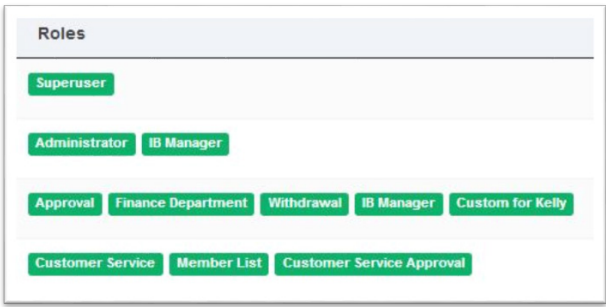 Roles
Superuser
Administrator IB Manager
Approval Finance Department Withdrawal IB Manager Custom for Kelly
Customer Service Member List Customer Service Approval